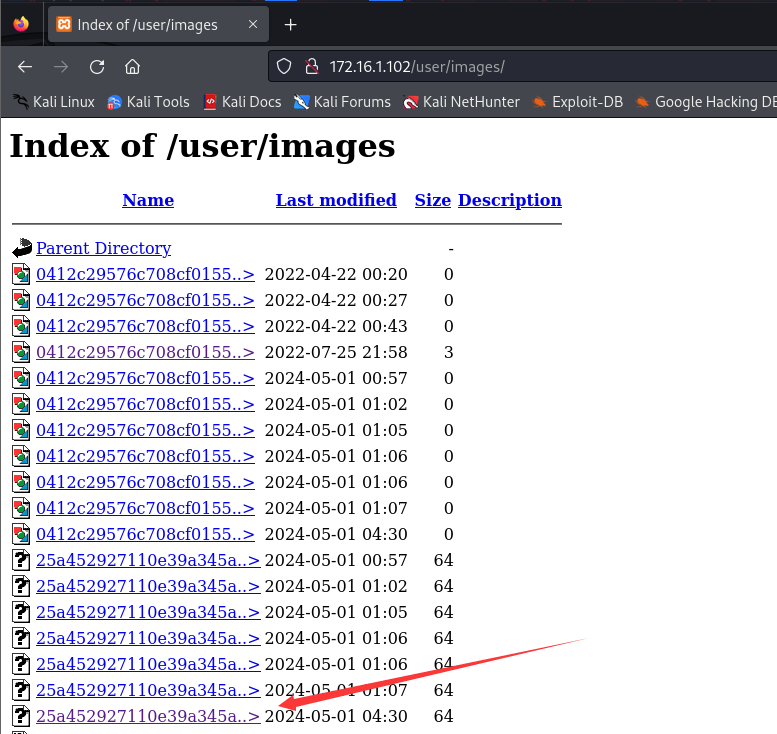 Index of /user/images
172.16.1.102/user/images/
Kali Linux Kali Tools Kali Docs Kali Forums Kali NetHunter Exploit-DB Google Hacking DB
Index of /user/images
Name Last modified Size Description
Parent Directory -
0412c29576c708cf0155..> 2022-04-22 00:20 0
0412c29576c708cf0155..> 2022-04-22 00:27 0
0412c29576c708cf0155..> 2022-04-22 00:43 0
0412c29576c708cf0155..> 2022-07-25 21:58 3
0412c29576c708cf0155..> 2024-05-01 00:57 0
0412c29576c708cf0155..> 2024-05-01 01:02 0
0412c29576c708cf0155..> 2024-05-01 01:05 0
0412c29576c708cf0155..> 2024-05-01 01:06 0
0412c29576c708cf0155..> 2024-05-01 01:06 0
0412c29576c708cf0155..> 2024-05-01 01:07 0
0412c29576c708cf0155..> 2024-05-01 04:30 0
25a452927110e39a345a..> 2024-05-01 00:57 64
25a452927110e39a345a..> 2024-05-01 01:02 64
25a452927110e39a345a..> 2024-05-01 01:05 64
25a452927110e39a345a..> 2024-05-01 01:06 64
25a452927110e39a345a..> 2024-05-01 01:06 64
25a452927110e39a345a..> 2024-05-01 01:07 64
25a452927110e39a345a..> 2024-05-01 04:30 64